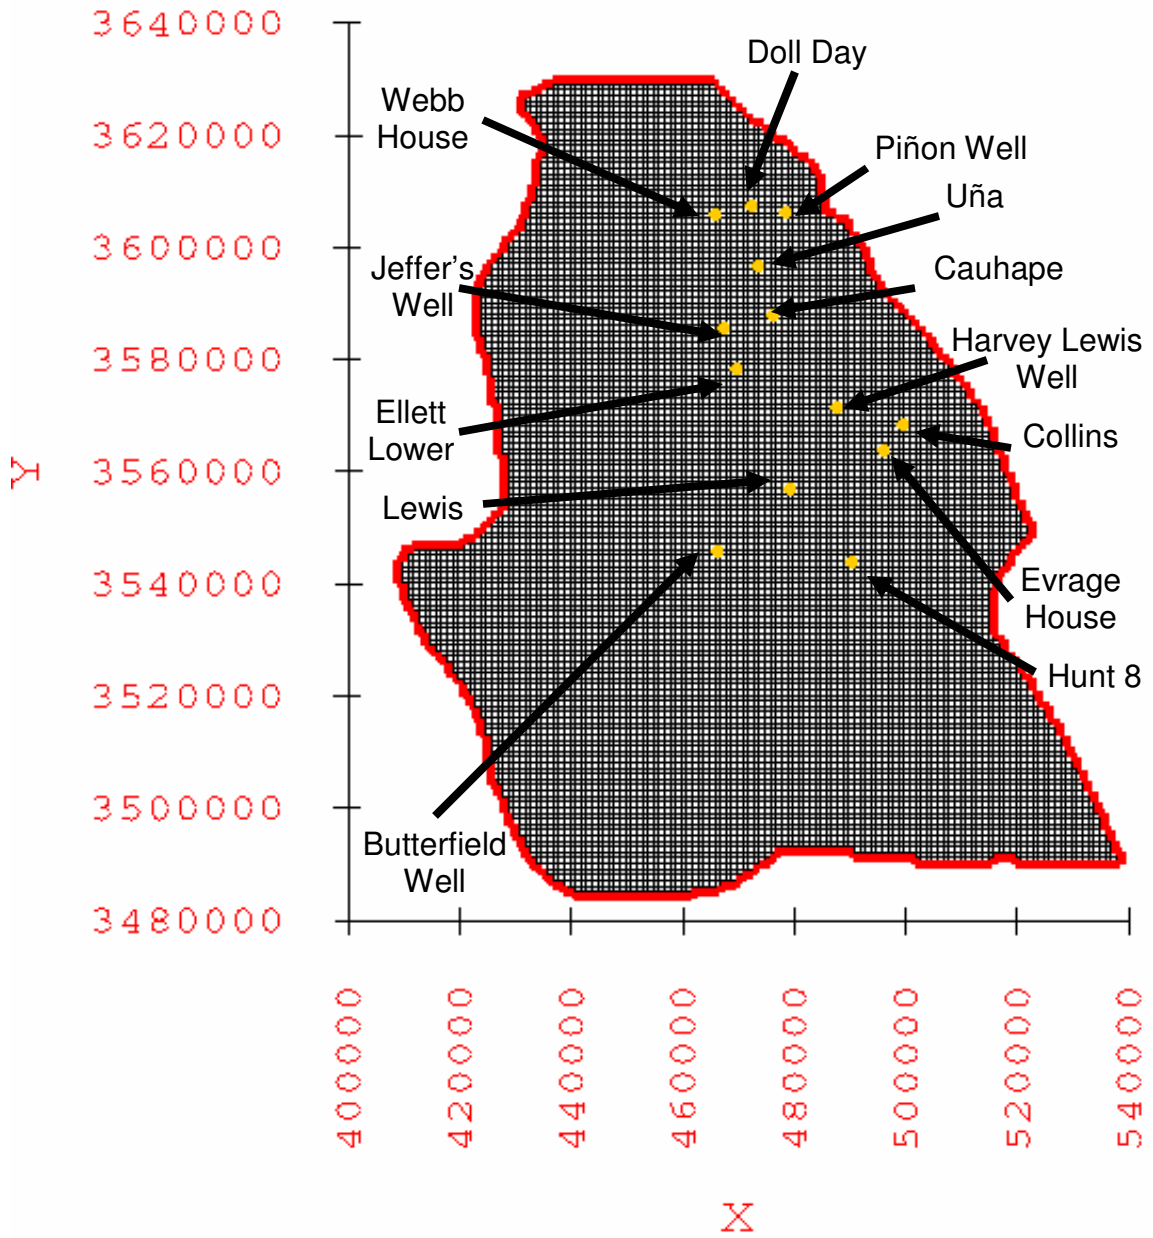 3640000
Doll Day
Webb
House
3620000
Piñon Well
Uña
3600000
Jeffer's
Well
Cauhape
Harvey Lewis
Well
3580000
Ellett
Lower
Collins
Y
3560000
Lewis
Evrage
House
3540000
Hunt 8
3520000
3500000
Butterfield
Well
3480000
400000
420000
440000
460000
480000
500000
520000
540000
X